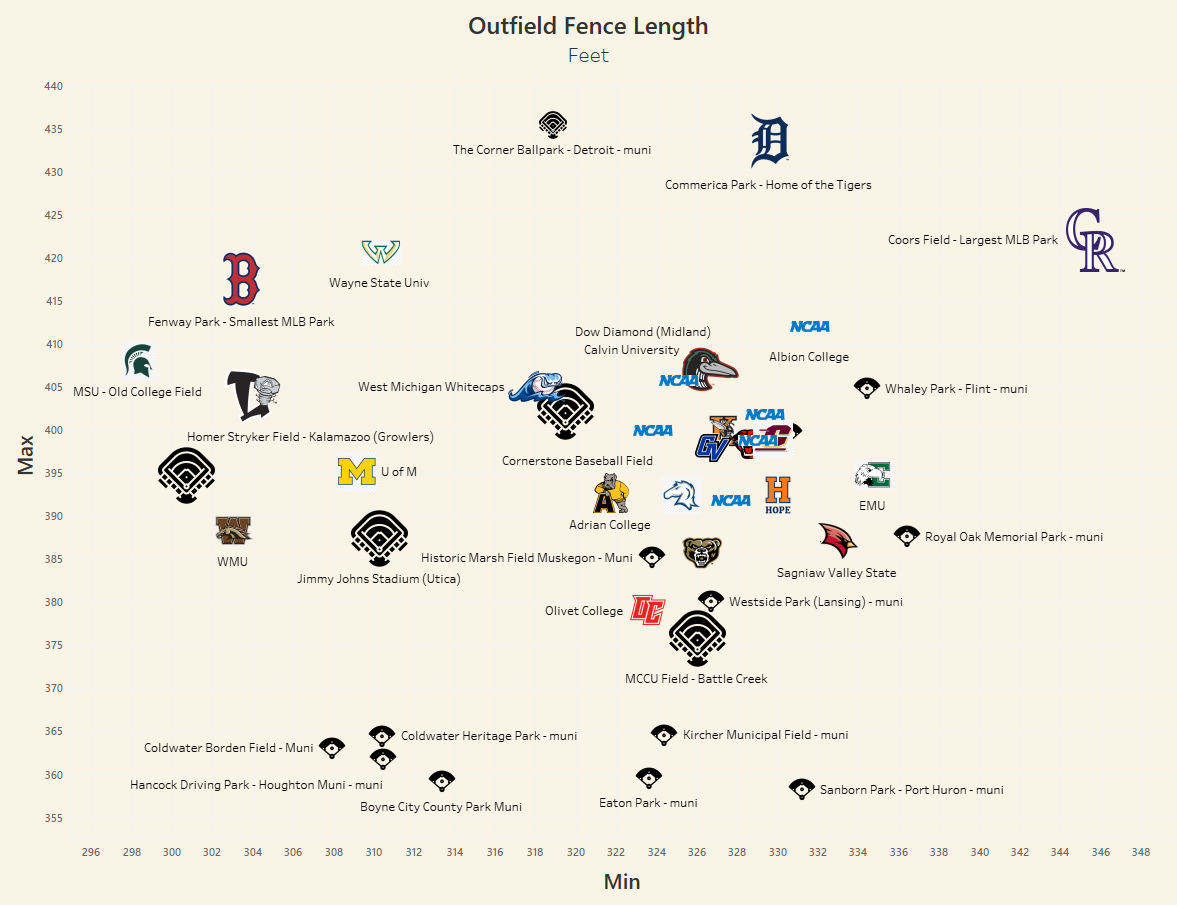 Outfield Fence Length
Feet
440
435
430
425
420
415
410
405
400
395
390
385
380
375
370
365
360
355
Max
The Corner Ballpark - Detroit - muni
D
Commerica Park - Home of the Tigers
Coors Field - Largest MLB Park
CR
TM
W
Wayne State Univ
B
Fenway Park - Smallest MLB Park
NCAA
Albion College
Dow Diamond (Midland)
Calvin University
NCAA
MSU - Old College Field
West Michigan Whitecaps
Whaley Park - Flint - muni
Homer Stryker Field - Kalamazoo (Growlers)
NCAA
NCAA
GV
NCAA
C
Cornerstone Baseball Field
M
U of M
A
Adrian College
NCAA
H
HOPE
E
EMU
W
WMU
Jimmy Johns Stadium (Utica)
Historic Marsh Field Muskegon - Muni
Sagniaw Valley State
Royal Oak Memorial Park - muni
Olivet College
OC
Westside Park (Lansing) - muni
MCCU Field - Battle Creek
Coldwater Borden Field - Muni
Coldwater Heritage Park - muni
Kircher Municipal Field - muni
Hancock Driving Park - Houghton Muni - muni
Boyne City County Park Muni
Eaton Park - muni
Sanborn Park - Port Huron - muni
296 298 300 302 304 306 308 310 312 314 316 318 320 322 324 326 328 330 332 334 336 338 340 342 344 346 348
Min